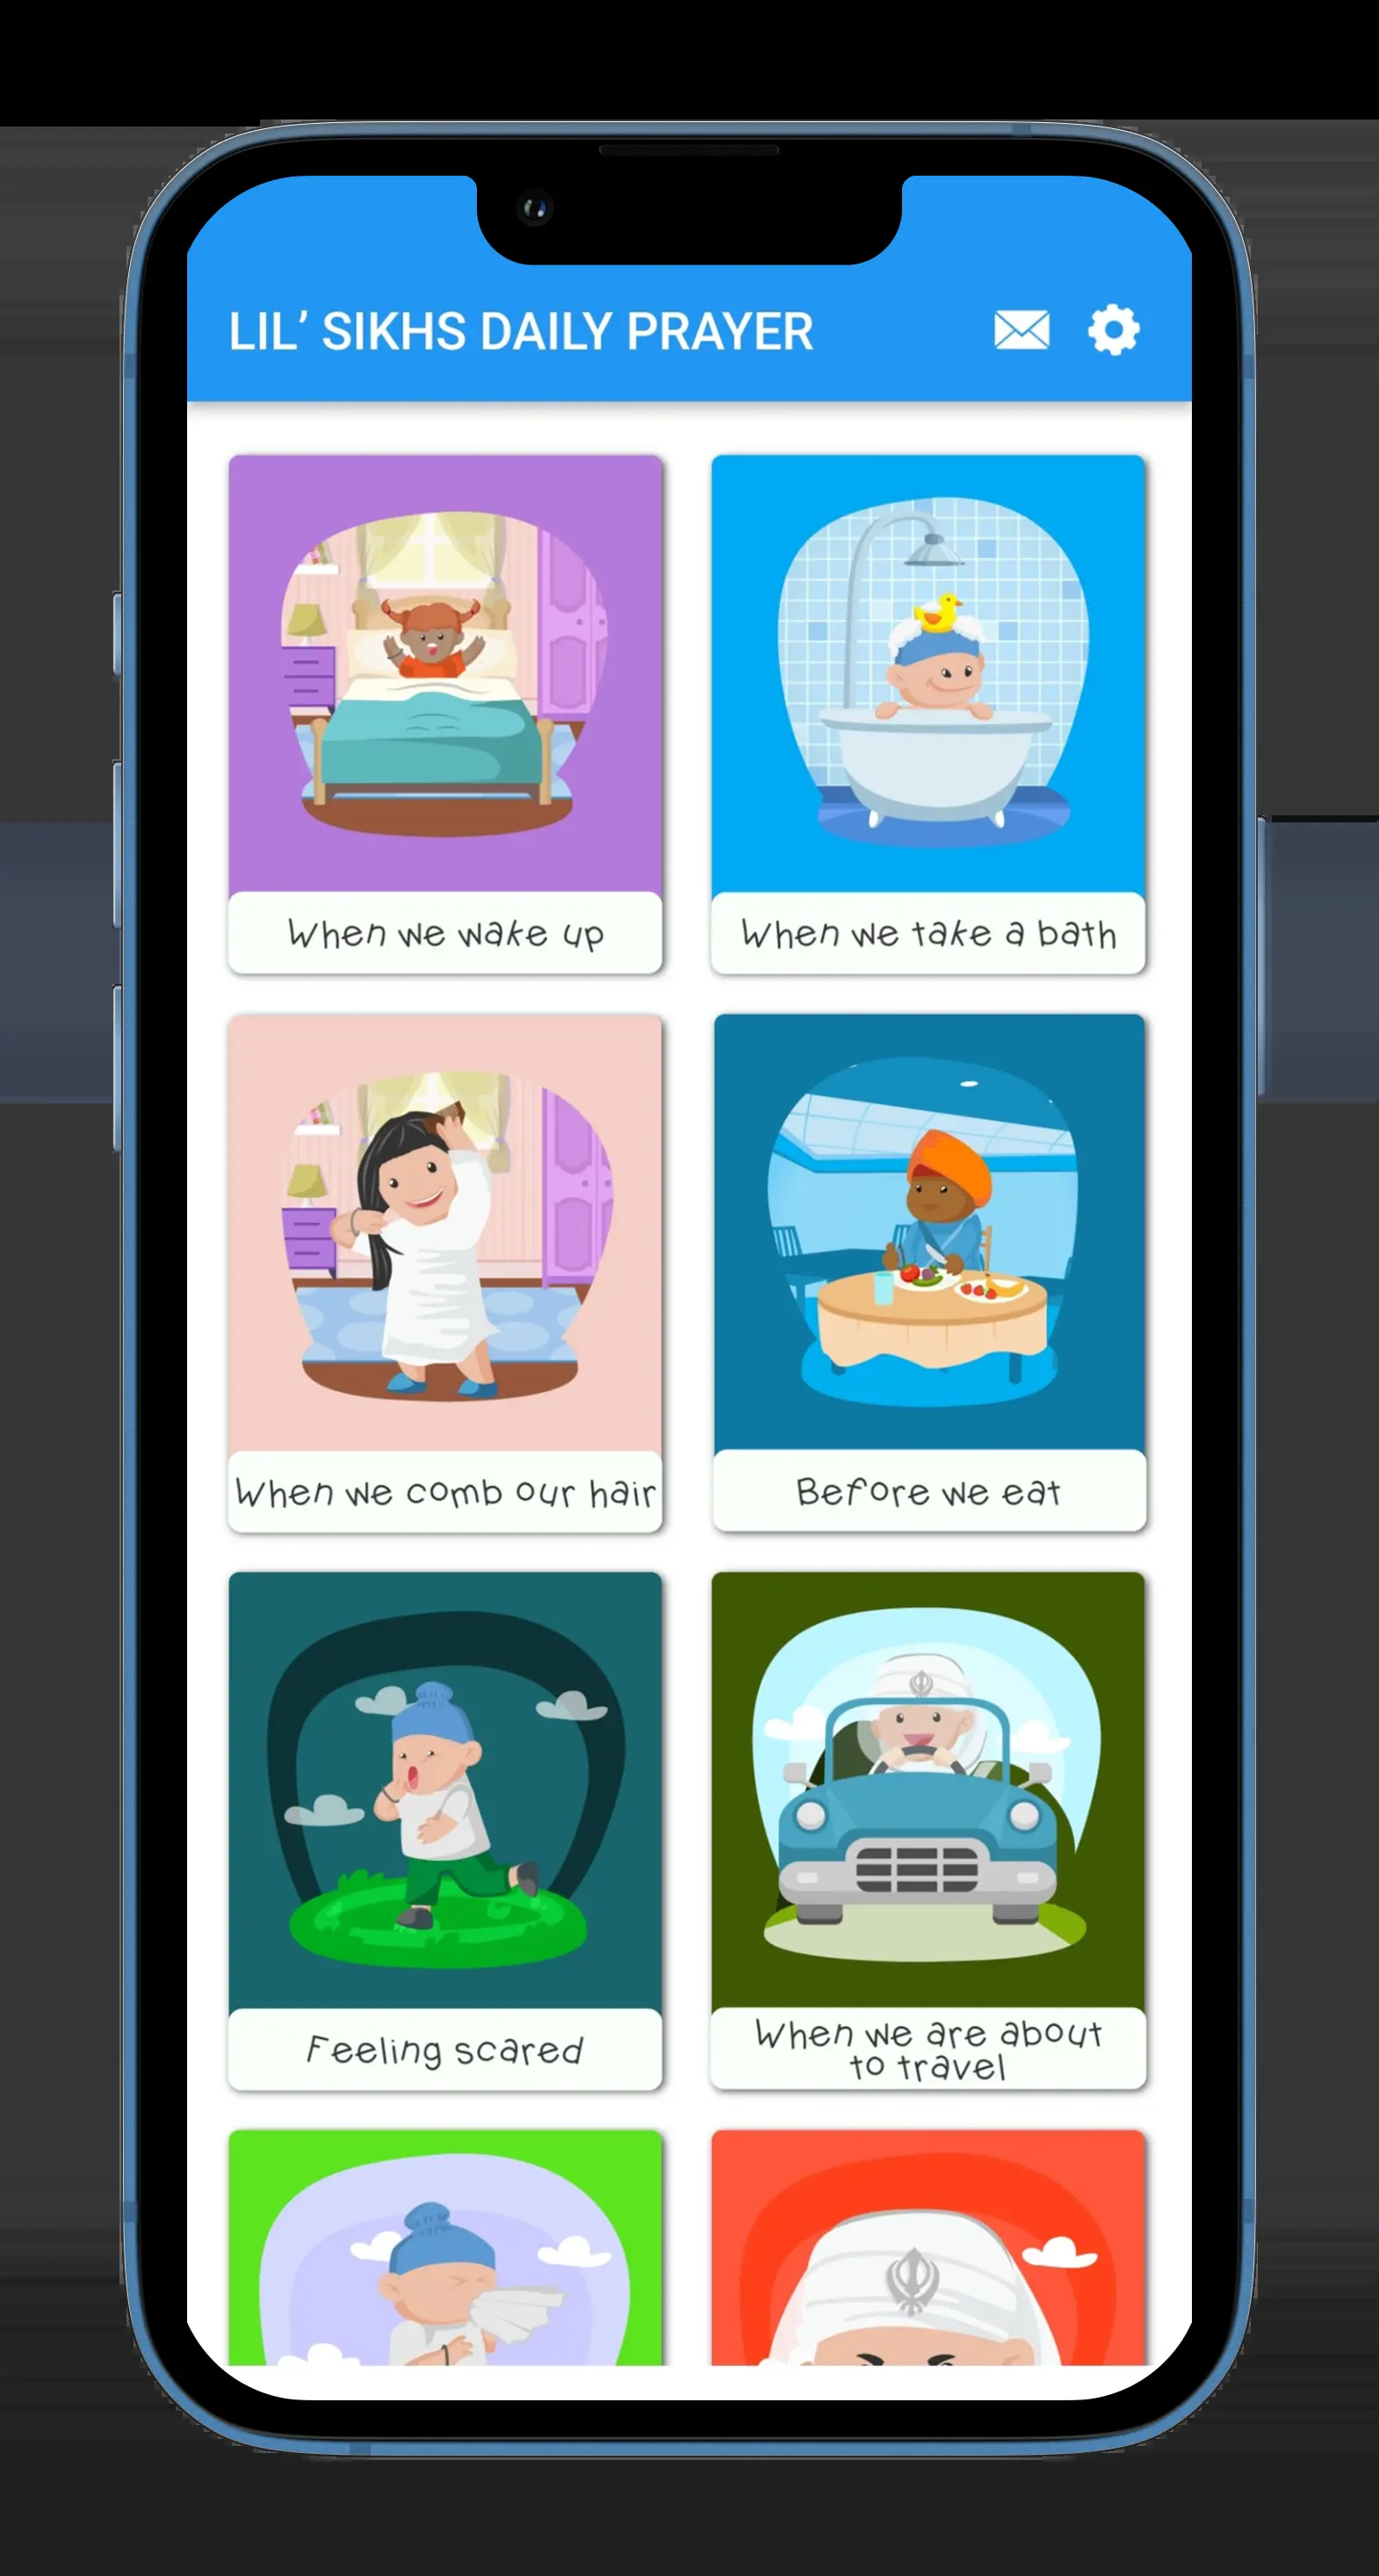 LIL’ SIKHS DAILY PRAYER
When we wake up
When we take a bath
When we comb our hair
Before we eat
Feeling scared
When we are about
to travel